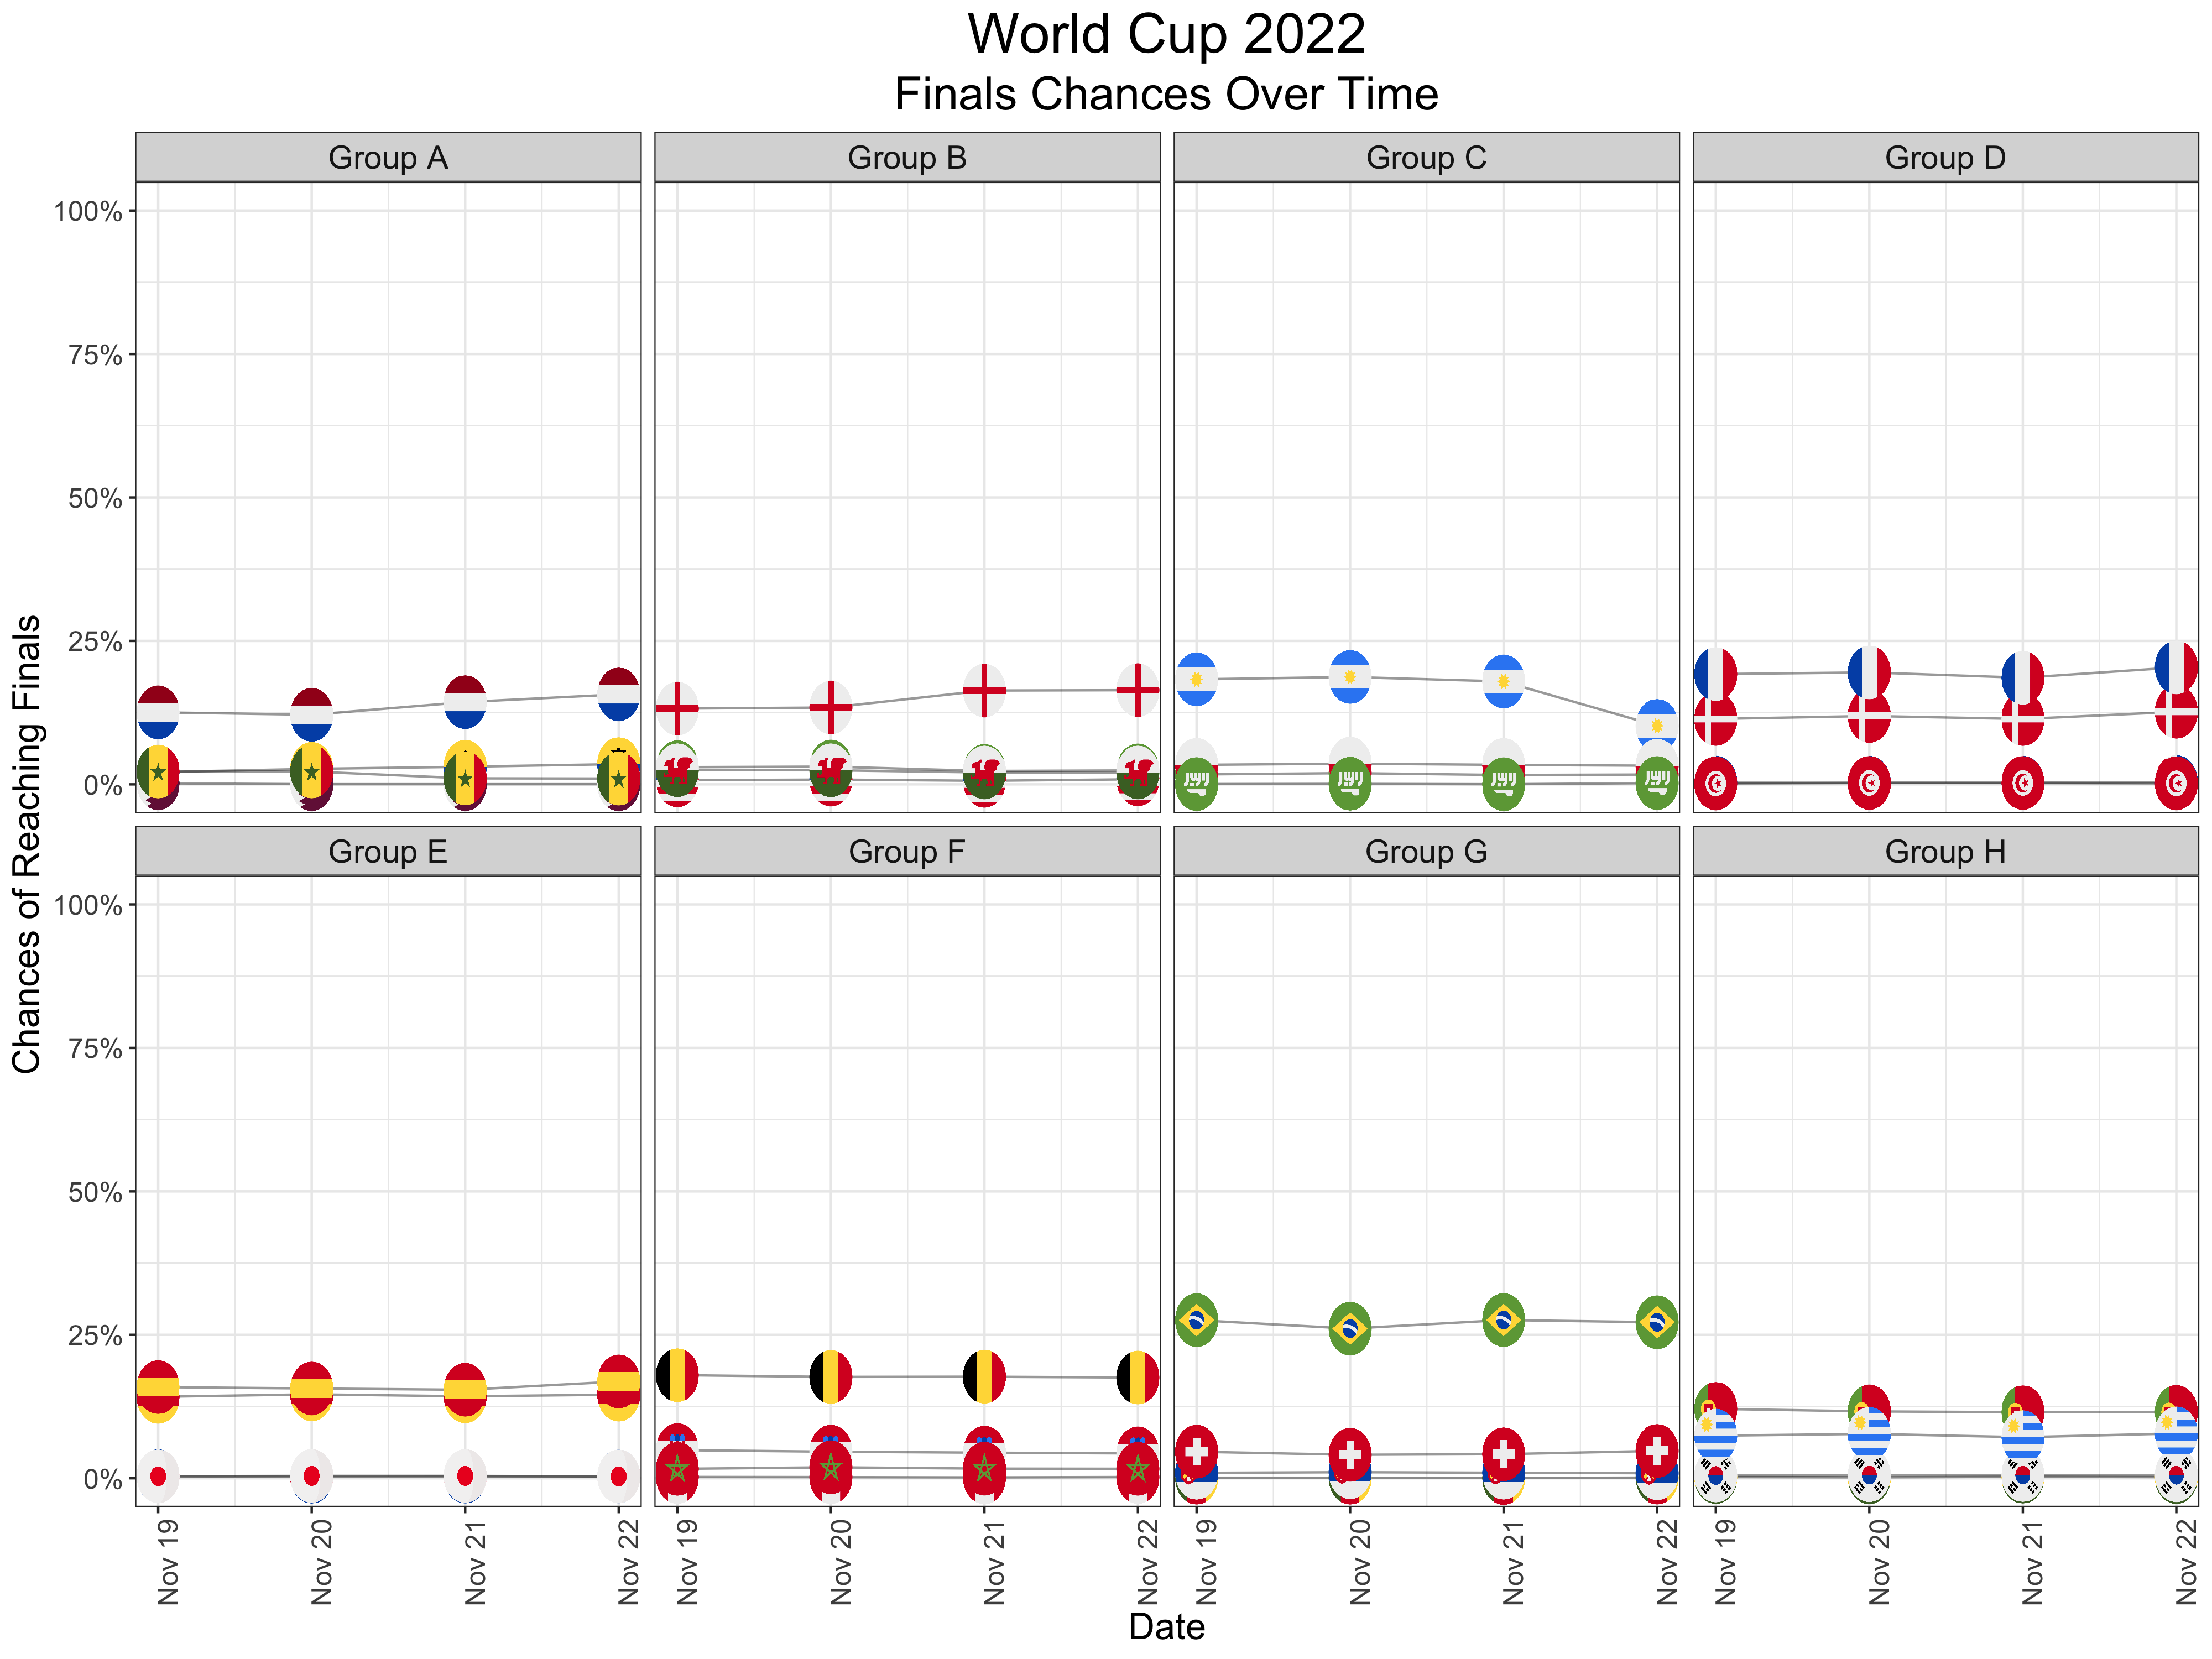 World Cup 2022
Finals Chances Over Time
Group A
Group B
Group C
Group D
100%
75%
50%
25%
0%
Group E
Group F
Group G
Group H
100%
75%
50%
25%
0%
Chances of Reaching Finals
Nov 19
Nov 20
Nov 21
Nov 22
Nov 19
Nov 20
Nov 21
Nov 22
Nov 19
Nov 20
Nov 21
Nov 22
Nov 19
Nov 20
Nov 21
Nov 22
Date